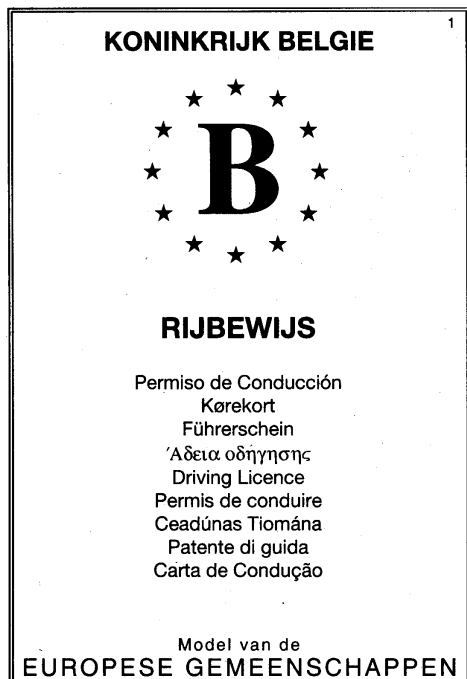 1
KONINKRIJK BELGIE
B
RIJBEWIJS
Permiso de Conducción
Kørekort
Führerschein
Άδεια οδήγησης
Driving Licence
Permis de conduire
Ceadúnas Tiomána
Patente di guida
Carta de Condução
Model van de
EUROPESE GEMEENSCHAPPEN